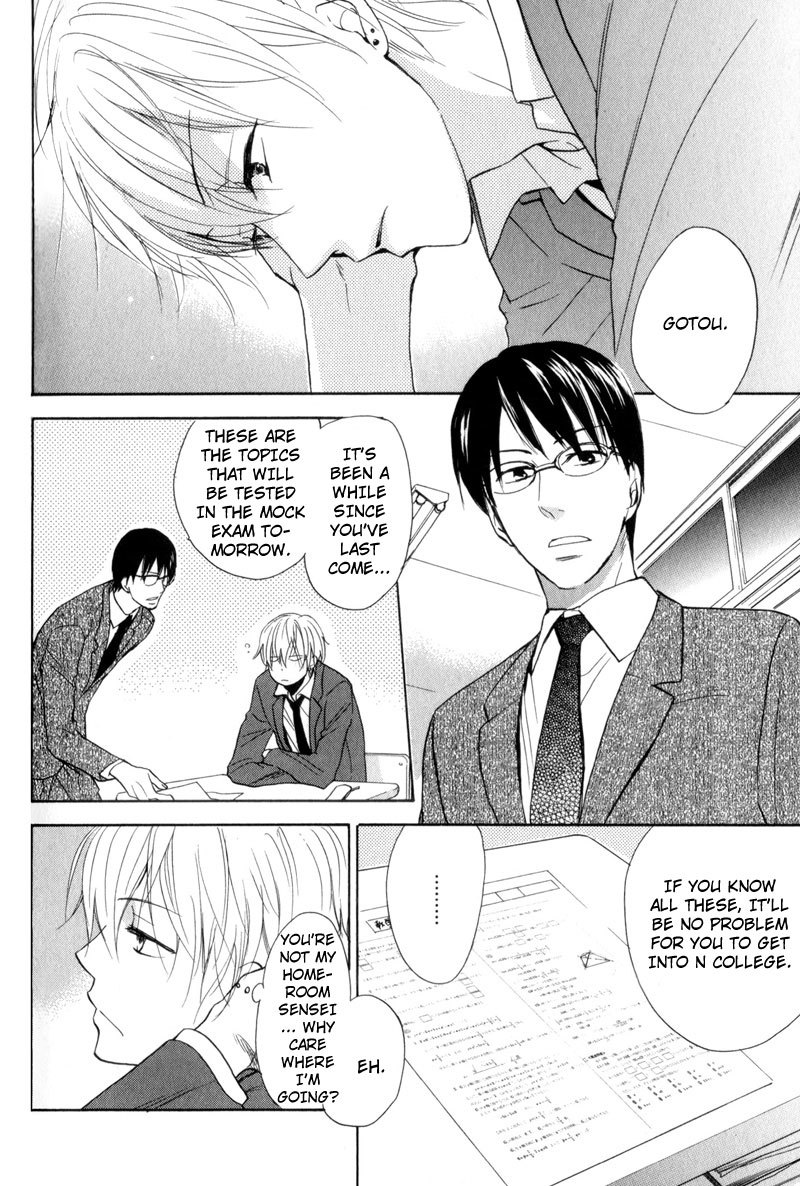 GOTOU.
IT'S
BEEN A
WHILE
SINCE
YOU'VE
LAST
COME...
THESE ARE
THE TOPICS
THAT WILL
BE TESTED
IN THE MOCK
EXAM TO-
MORROW.
IF YOU KNOW
ALL THESE, IT'LL
BE NO PROBLEM
FOR YOU TO GET
INTO N COLLEGE.
.........
EH.
YOU'RE
NOT MY
HOME-
ROOM
SENSEI
... WHY
CARE
WHERE
I'M
GOING?